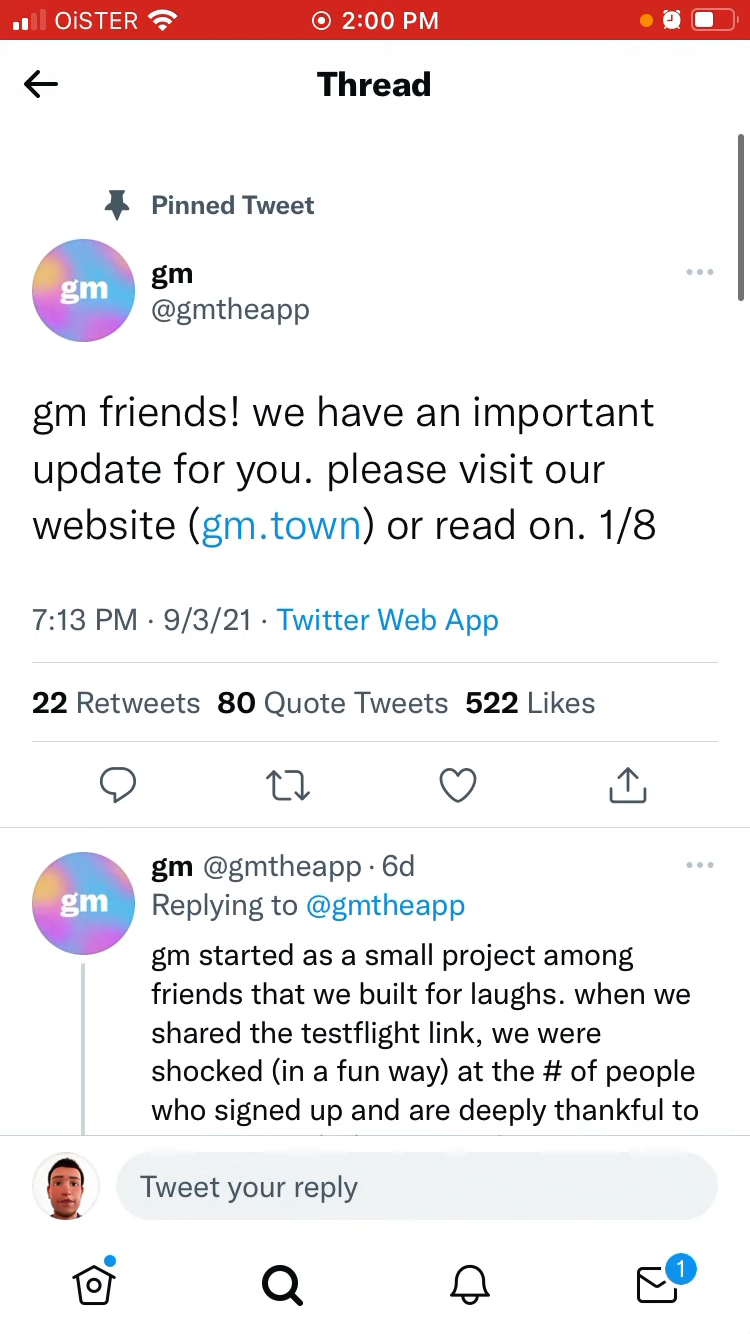 OiSTER 2:00 PM
Thread
Pinned Tweet
gm
gm
@gmtheapp
gm friends! we have an important
update for you. please visit our
website (gm.town) or read on. 1/8
7:13 PM · 9/3/21 · Twitter Web App
22 Retweets 80 Quote Tweets 522 Likes
gm
gm @gmtheapp · 6d
Replying to @gmtheapp
gm started as a small project among
friends that we built for laughs. when we
shared the testflight link, we were
shocked (in a fun way) at the # of people
who signed up and are deeply thankful to
Tweet your reply
1